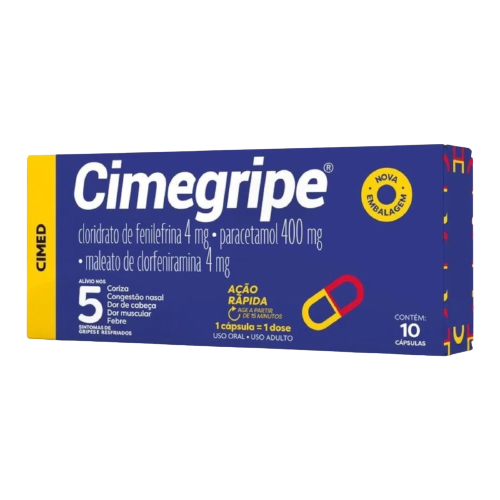 CIMED
Cimegripe®
cloridrato de fenilefrina 4 mg • paracetamol 400 mg
• maleato de clorfeniramina 4 mg
NOVA EMBALAGEM
ALÍVIO NOS
5
SINTOMAS DE
GRIPES E RESFRIADOS
Coriza
Congestão nasal
Dor de cabeça
Dor muscular
Febre
AÇÃO
RÁPIDA
AGE A PARTIR
DE 15 MINUTOS
1 cápsula = 1 dose
USO ORAL • USO ADULTO
CONTÉM:
10
CÁPSULAS